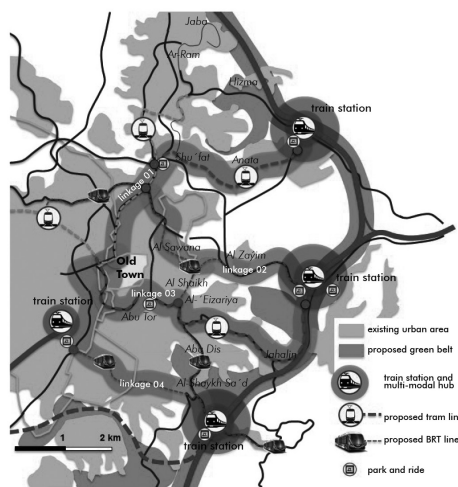 Jaba
Ar-Ram
Hizma
train station
Shu´fat
Anata
linkage 01
Al Sawana
Al Zayim
linkage 02
Old
Town
Al Shaikh
train station
linkage 03
Al-´Eizariya
train station
Abu Tor
Abu Dis
Jahalin
linkage 04
Al-Shaykh Sa´d
train station
existing urban area
proposed green belt
train station and
multi-modal hub
proposed tram lin
proposed BRT line
park and ride
1 2 km